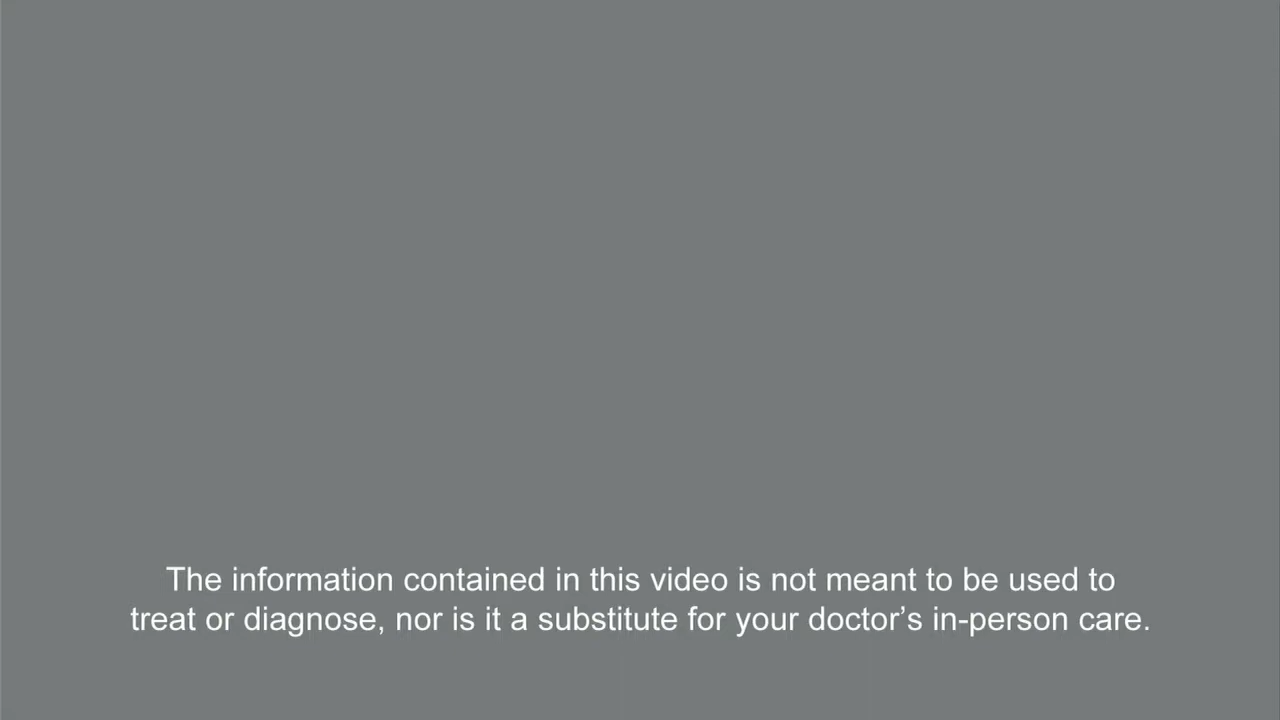 The information contained in this video is not meant to be used to
treat or diagnose, nor is it a substitute for your doctor’s in-person care.